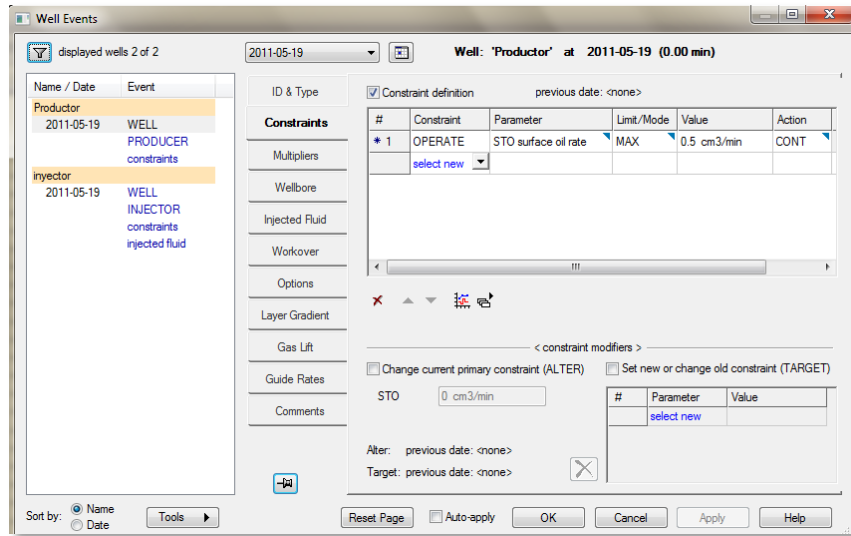 Well Events
displayed wells 2 of 2
2011-05-19
Well: 'Productor' at 2011-05-19 (0.00 min)
Name / Date Event
Productor
2011-05-19 WELL
PRODUCER
constraints
inyector
2011-05-19 WELL
INJECTOR
constraints
injected fluid
ID & Type
Constraints
Multipliers
Wellbore
Injected Fluid
Workover
Options
Layer Gradient
Gas Lift
Guide Rates
Comments
Constraint definition previous date: <none>
# Constraint Parameter Limit/Mode Value Action
* 1 OPERATE STO surface oil rate MAX 0.5 cm3/min CONT
select new
< constraint modifiers >
Change current primary constraint (ALTER) Set new or change old constraint (TARGET)
STO 0 cm3/min
# Parameter Value
select new
Alter: previous date: <none>
Target: previous date: <none>
Sort by: Name
Date
Tools
Reset Page Auto-apply OK Cancel Apply Help